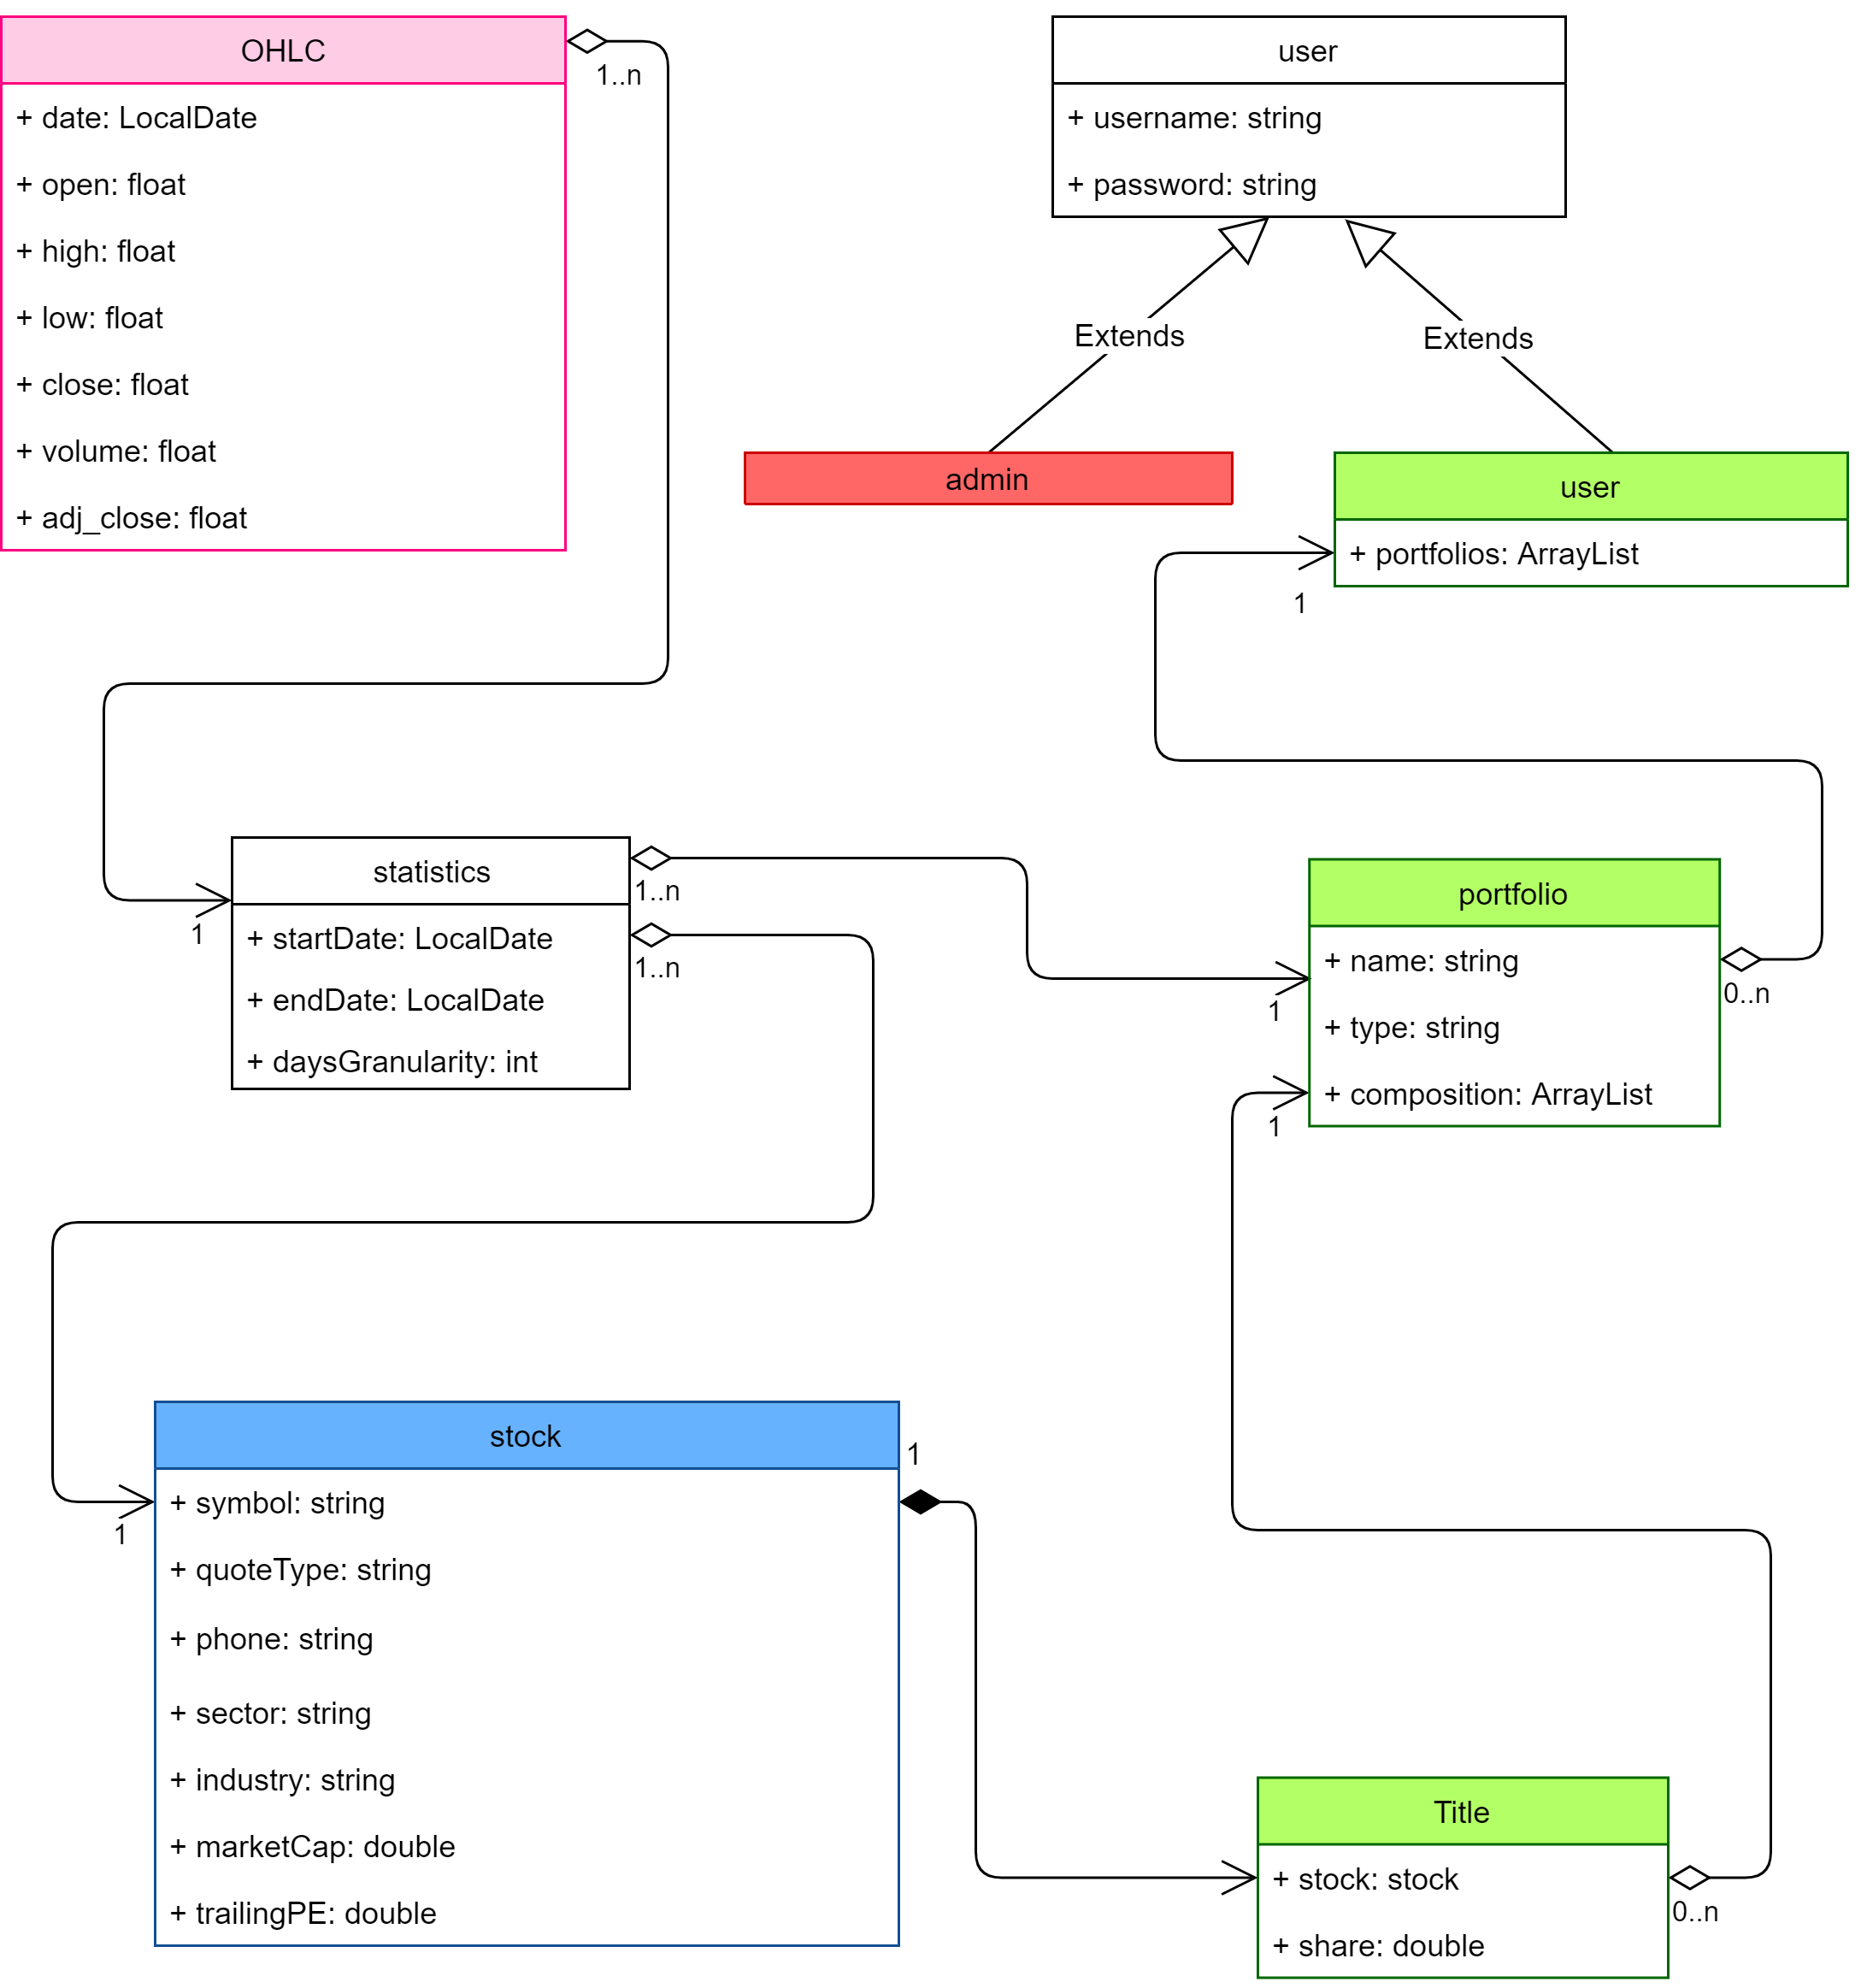 OHLC
+ date: LocalDate
+ open: float
+ high: float
+ low: float
+ close: float
+ volume: float
+ adj_close: float
1..n
user
+ username: string
+ password: string
Extends
Extends
admin
user
+ portfolios: ArrayList
1
statistics
+ startDate: LocalDate
+ endDate: LocalDate
+ daysGranularity: int
1
1..n
1..n
portfolio
+ name: string
+ type: string
+ composition: ArrayList
1
1
0..n
stock
+ symbol: string
+ quoteType: string
+ phone: string
+ sector: string
+ industry: string
+ marketCap: double
+ trailingPE: double
1
1
Title
+ stock: stock
+ share: double
0..n